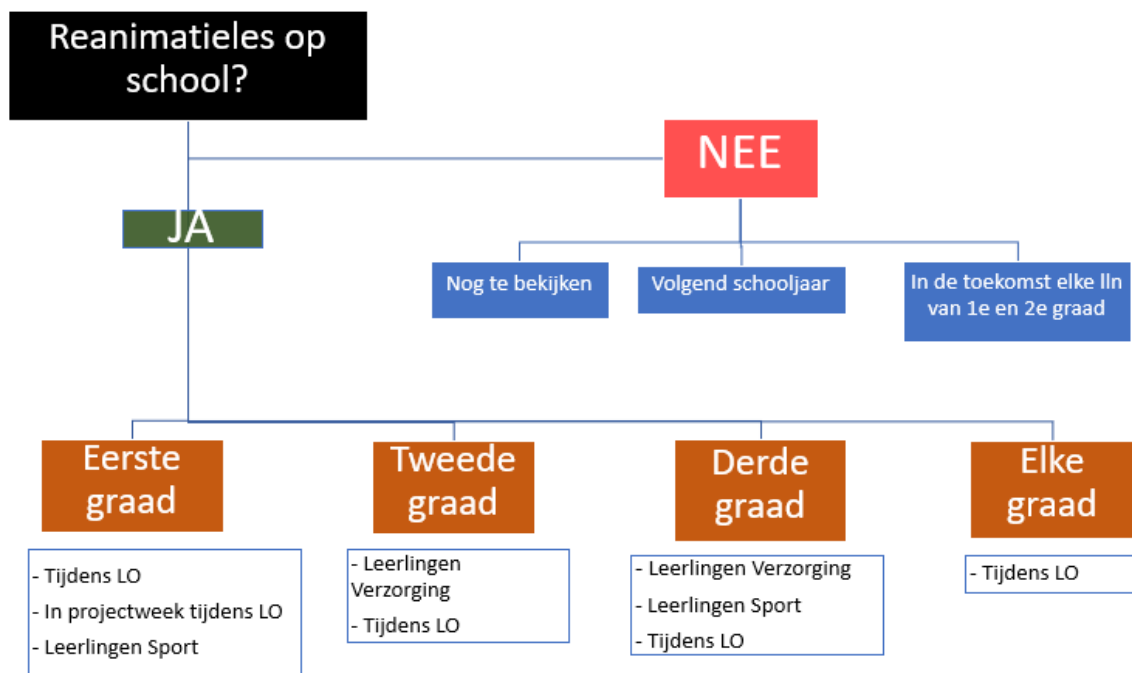 Reanimatieles op
school?
NEE
JA
Nog te bekijken
Volgend schooljaar
In de toekomst elke lln
van 1e en 2e graad
Eerste
graad
Tweede
graad
Derde
graad
Elke
graad
- Tijdens LO
- In projectweek tijdens LO
- Leerlingen Sport
- Leerlingen
Verzorging
- Tijdens LO
- Leerlingen Verzorging
- Leerlingen Sport
- Tijdens LO
- Tijdens LO